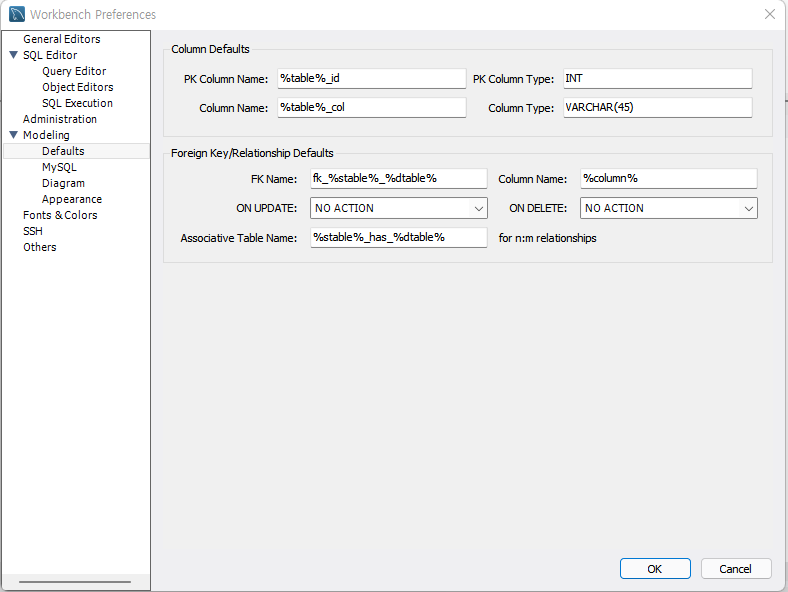 Workbench Preferences
General Editors
SQL Editor
Query Editor
Object Editors
SQL Execution
Administration
Modeling
Defaults
MySQL
Diagram
Appearance
Fonts & Colors
SSH
Others
Column Defaults
PK Column Name: %table%_id PK Column Type: INT
Column Name: %table%_col Column Type: VARCHAR(45)
Foreign Key/Relationship Defaults
FK Name: fk_%stable%_%dtable% Column Name: %column%
ON UPDATE: NO ACTION ON DELETE: NO ACTION
Associative Table Name: %stable%_has_%dtable% for n:m relationships
OK Cancel